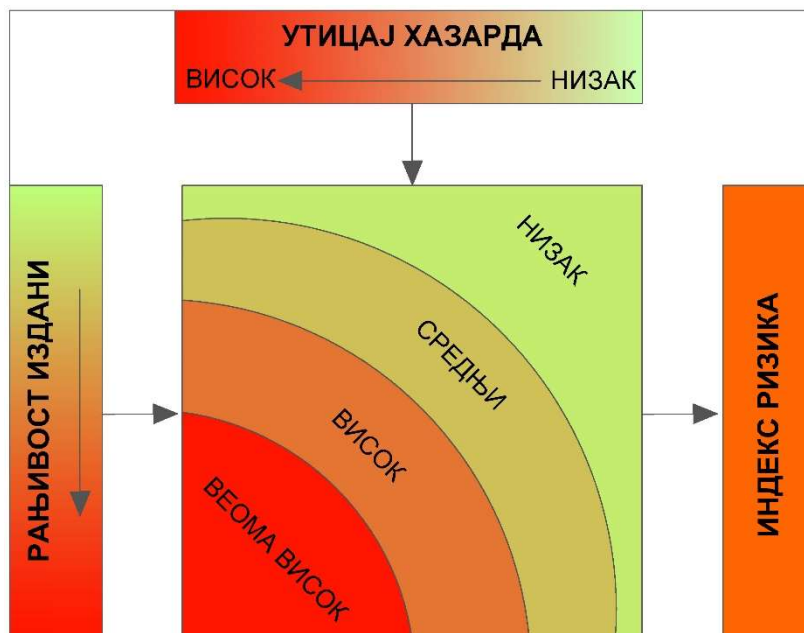 УТИЦАЈ ХАЗАРДА
ВИСОК
НИЗАК
РАЊИВОСТ ИЗДАНИ
НИЗАК
СРЕДЊИ
ВИСОК
ВЕОМА ВИСОК
ИНДЕКС РИЗИКА